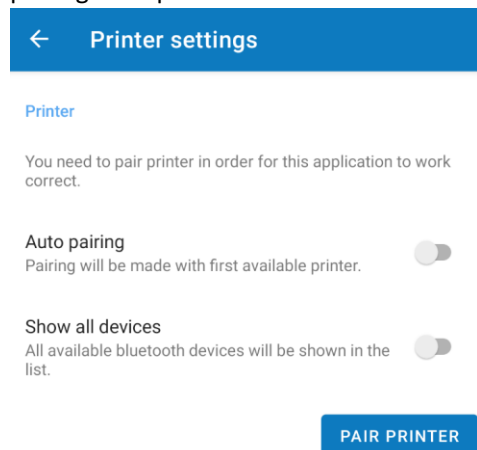 Printer settings
Printer
You need to pair printer in order for this application to work
correct.
Auto pairing
Pairing will be made with first available printer.
Show all devices
All available bluetooth devices will be shown in the
list.
PAIR PRINTER